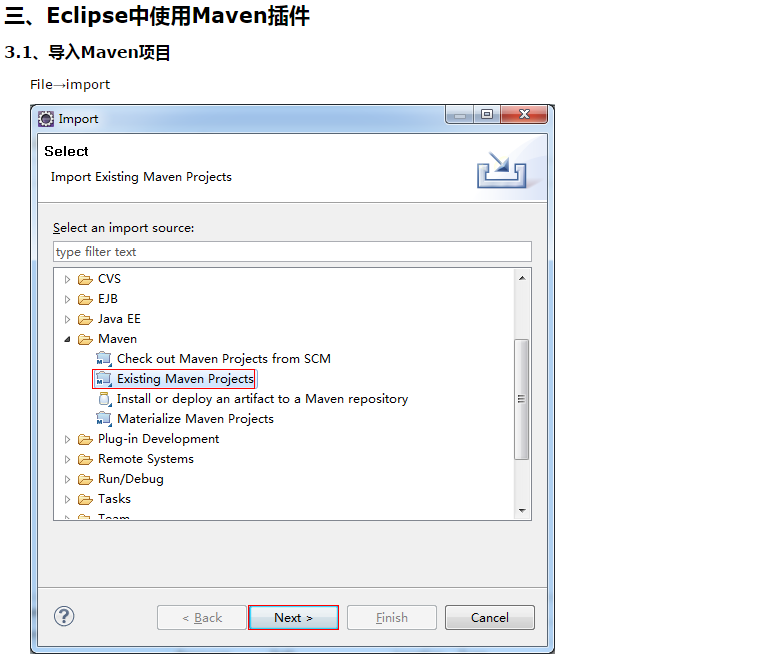 三、Eclipse中使用Maven插件
3.1、导入Maven项目
File→import
Import
Select
Import Existing Maven Projects
Select an import source:
type filter text
CVS
EJB
Java EE
Maven
Check out Maven Projects from SCM
Existing Maven Projects
Install or deploy an artifact to a Maven repository
Materialize Maven Projects
Plug-in Development
Remote Systems
Run/Debug
Tasks
Team
< Back Next > Finish Cancel